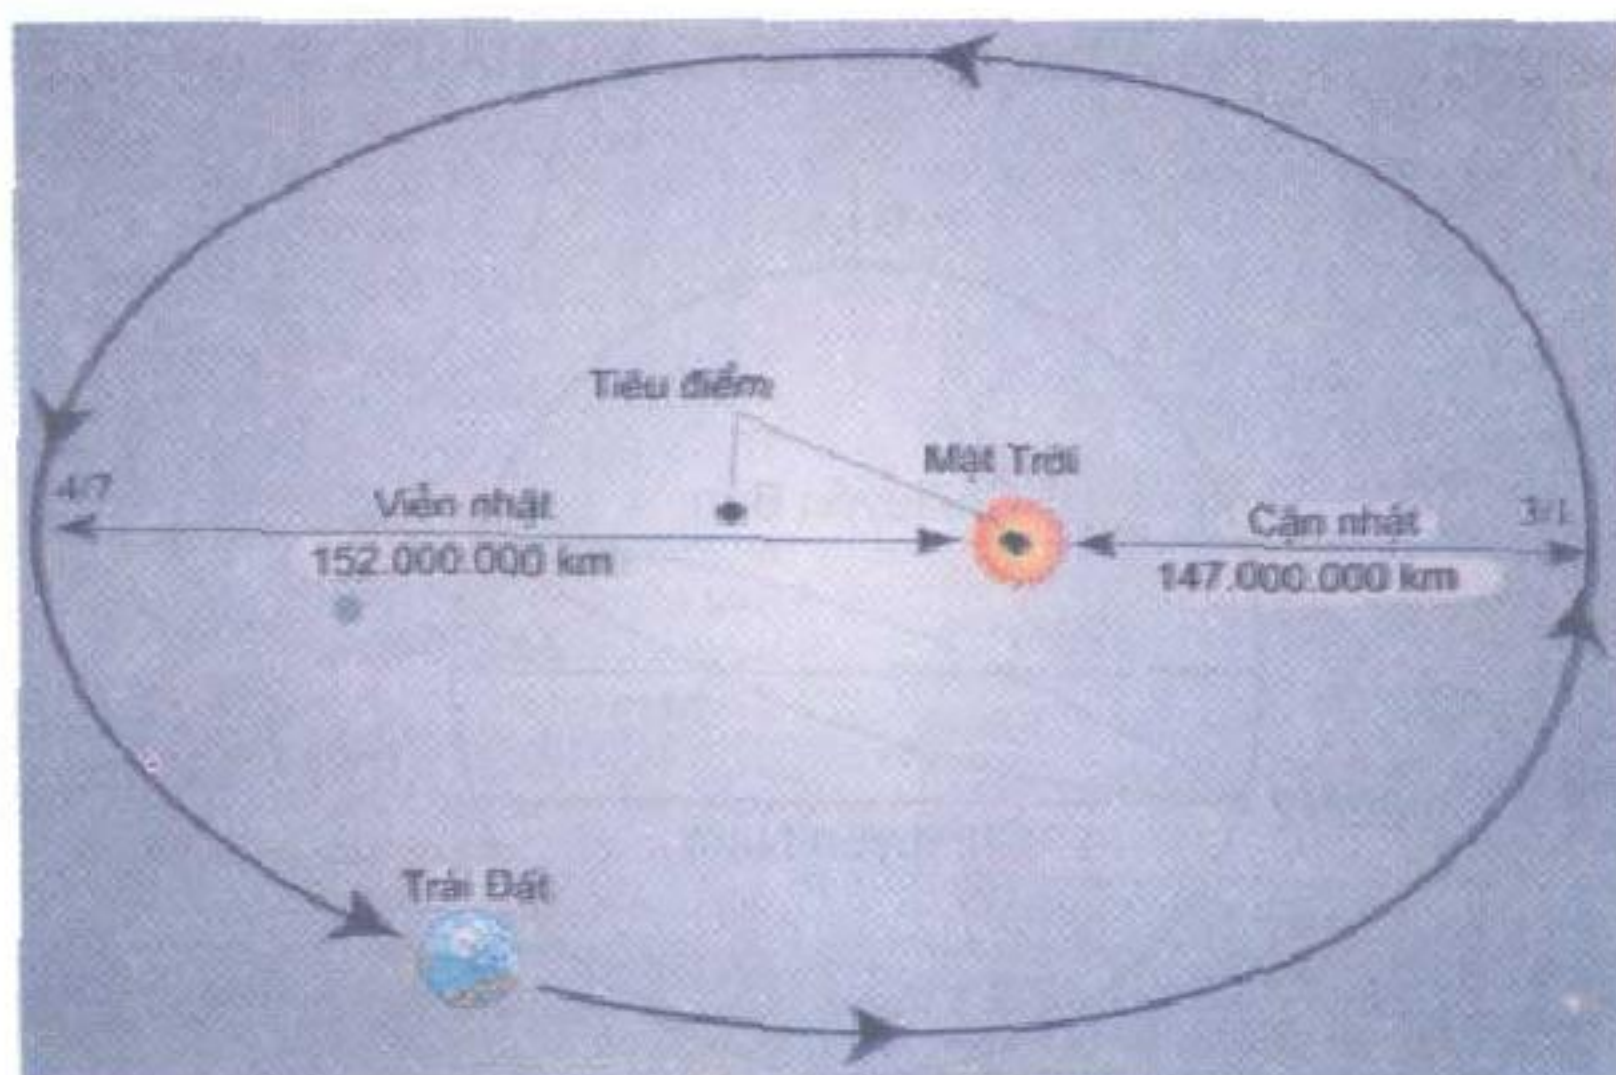 Tiêu điểm
Mặt Trời
4/7
Viễn nhật
152.000.000 km
Cận nhật
3/1
147.000.000 km
Trái Đất